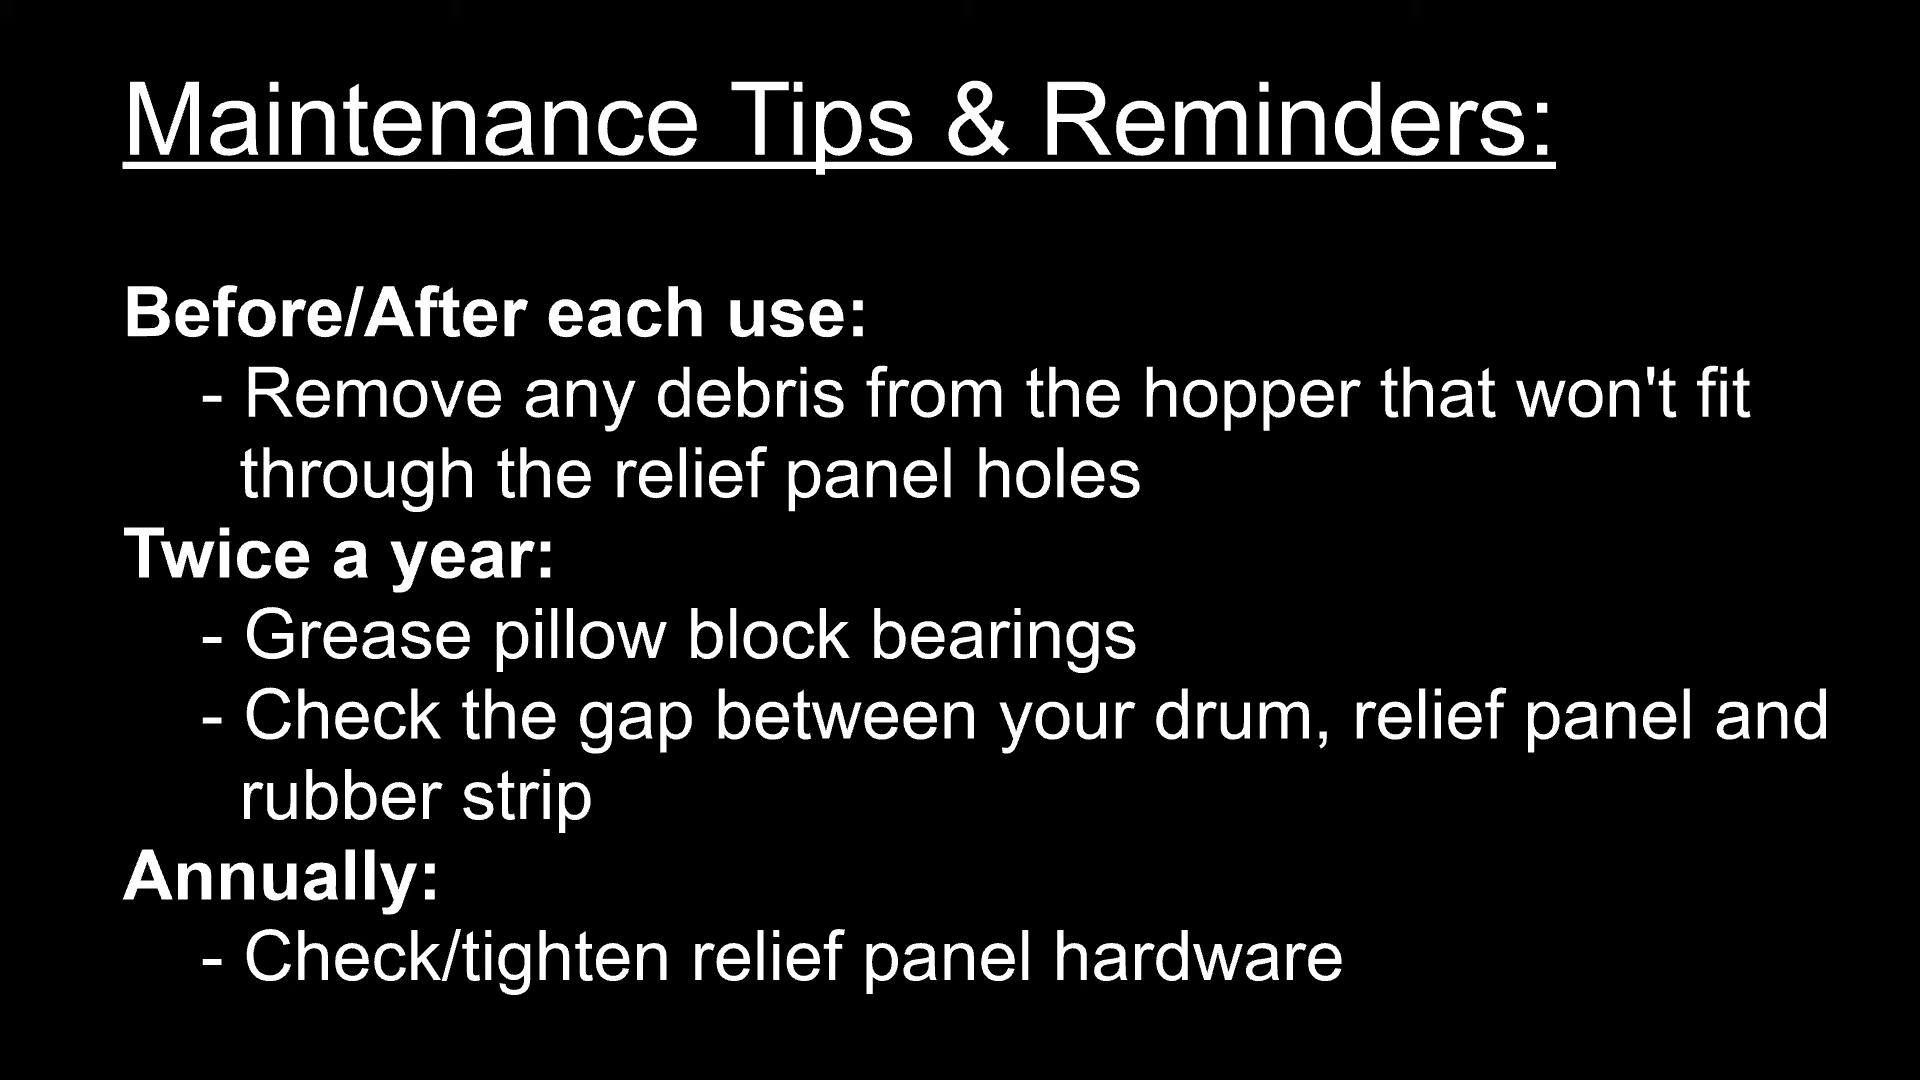 Maintenance Tips & Reminders:
Before/After each use:
- Remove any debris from the hopper that won't fit
through the relief panel holes
Twice a year:
- Grease pillow block bearings
- Check the gap between your drum, relief panel and
rubber strip
Annually:
- Check/tighten relief panel hardware